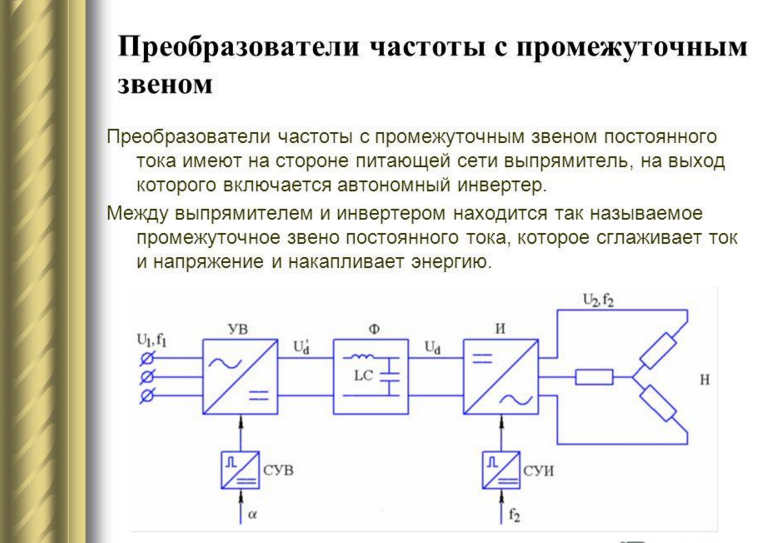 Преобразователи частоты с промежуточным
звеном
Преобразователи частоты с промежуточным звеном постоянного
тока имеют на стороне питающей сети выпрямитель, на выход
которого включается автономный инвертер.
Между выпрямителем и инвертером находится так называемое
промежуточное звено постоянного тока, которое сглаживает ток
и напряжение и накапливает энергию.
U2, f2
U1, f1 УВ U'd Ф Ud И
LC Н
СУВ СУИ
α f2